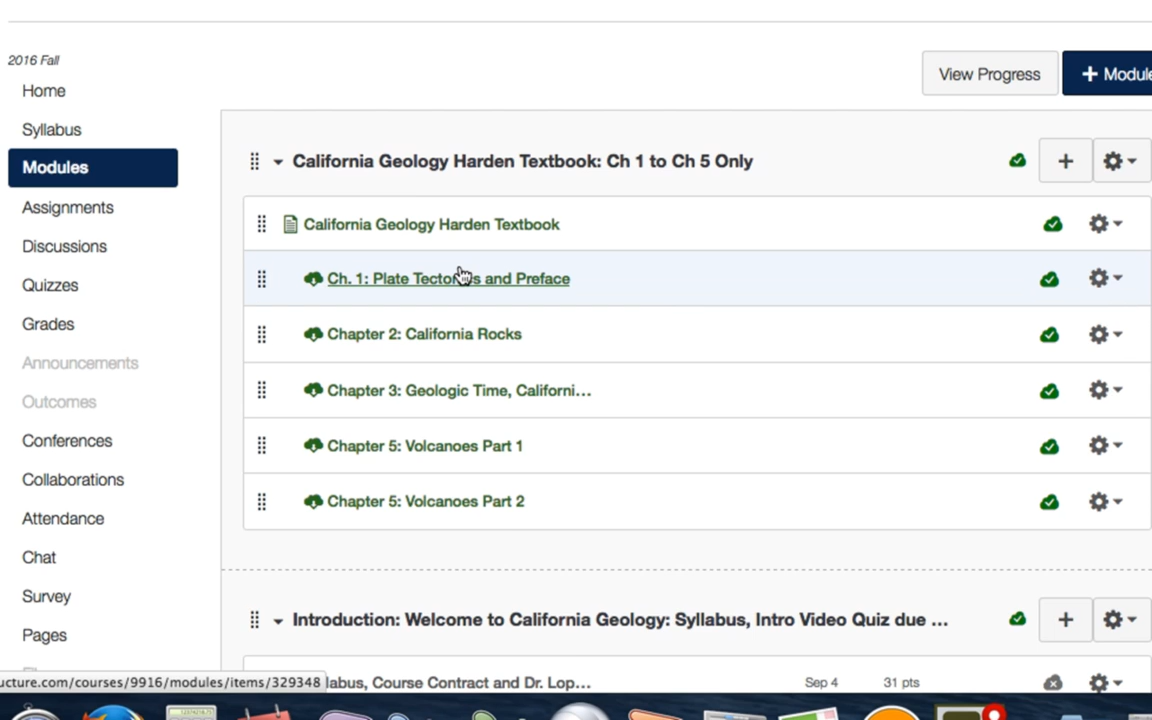 2016 Fall
Home
Syllabus
Modules
Assignments
Discussions
Quizzes
Grades
Announcements
Outcomes
Conferences
Collaborations
Attendance
Chat
Survey
Pages
View Progress
+ Module
California Geology Harden Textbook: Ch 1 to Ch 5 Only
California Geology Harden Textbook
Ch. 1: Plate Tectonics and Preface
Chapter 2: California Rocks
Chapter 3: Geologic Time, Californi...
Chapter 5: Volcanoes Part 1
Chapter 5: Volcanoes Part 2
Introduction: Welcome to California Geology: Syllabus, Intro Video Quiz due ...
labus, Course Contract and Dr. Lop... Sep 4 31 pts
ucture.com/courses/9916/modules/items/329348